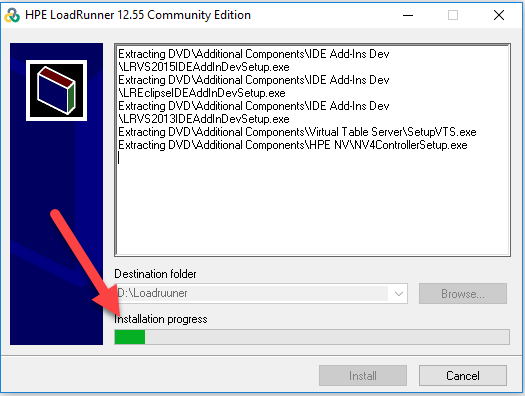 HPE LoadRunner 12.55 Community Edition
Extracting DVD\Additional Components\IDE Add-Ins Dev
\LRVS2015IDEAddInDevSetup.exe
Extracting DVD\Additional Components\IDE Add-Ins Dev
\LREclipseIDEAddInDevSetup.exe
Extracting DVD\Additional Components\IDE Add-Ins Dev
\LRVS2013IDEAddInDevSetup.exe
Extracting DVD\Additional Components\Virtual Table Server\SetupVTS.exe
Extracting DVD\Additional Components\HPE NV\NV4ControllerSetup.exe
Destination folder
D:\Loadruuner
Browse...
Installation progress
Install
Cancel